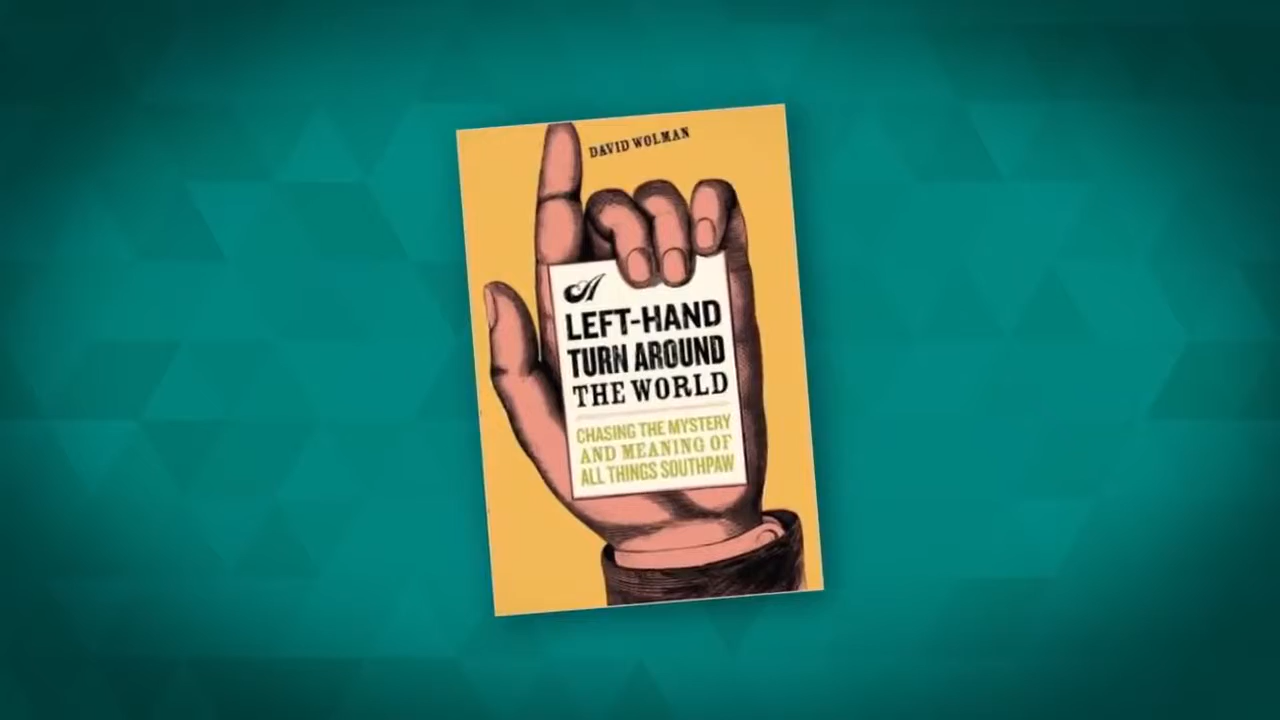 DAVID WOLMAN
A
LEFT-HAND
TURN AROUND
THE WORLD
CHASING THE MYSTERY
AND MEANING OF
ALL THINGS SOUTHPAW